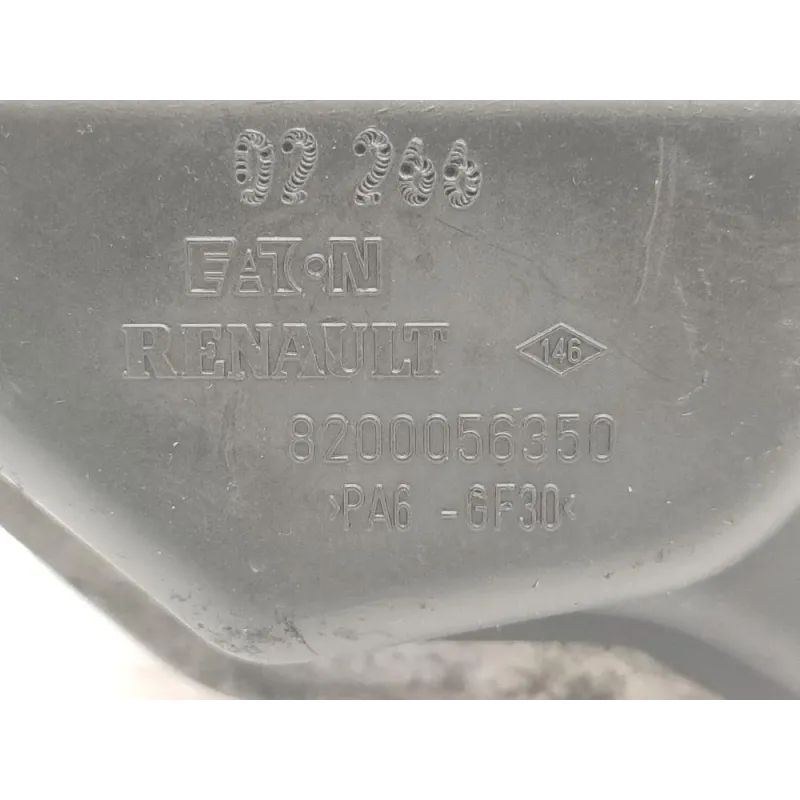 02 266
EATON
RENAULT 146
8200056350
>PA6 -GF30<